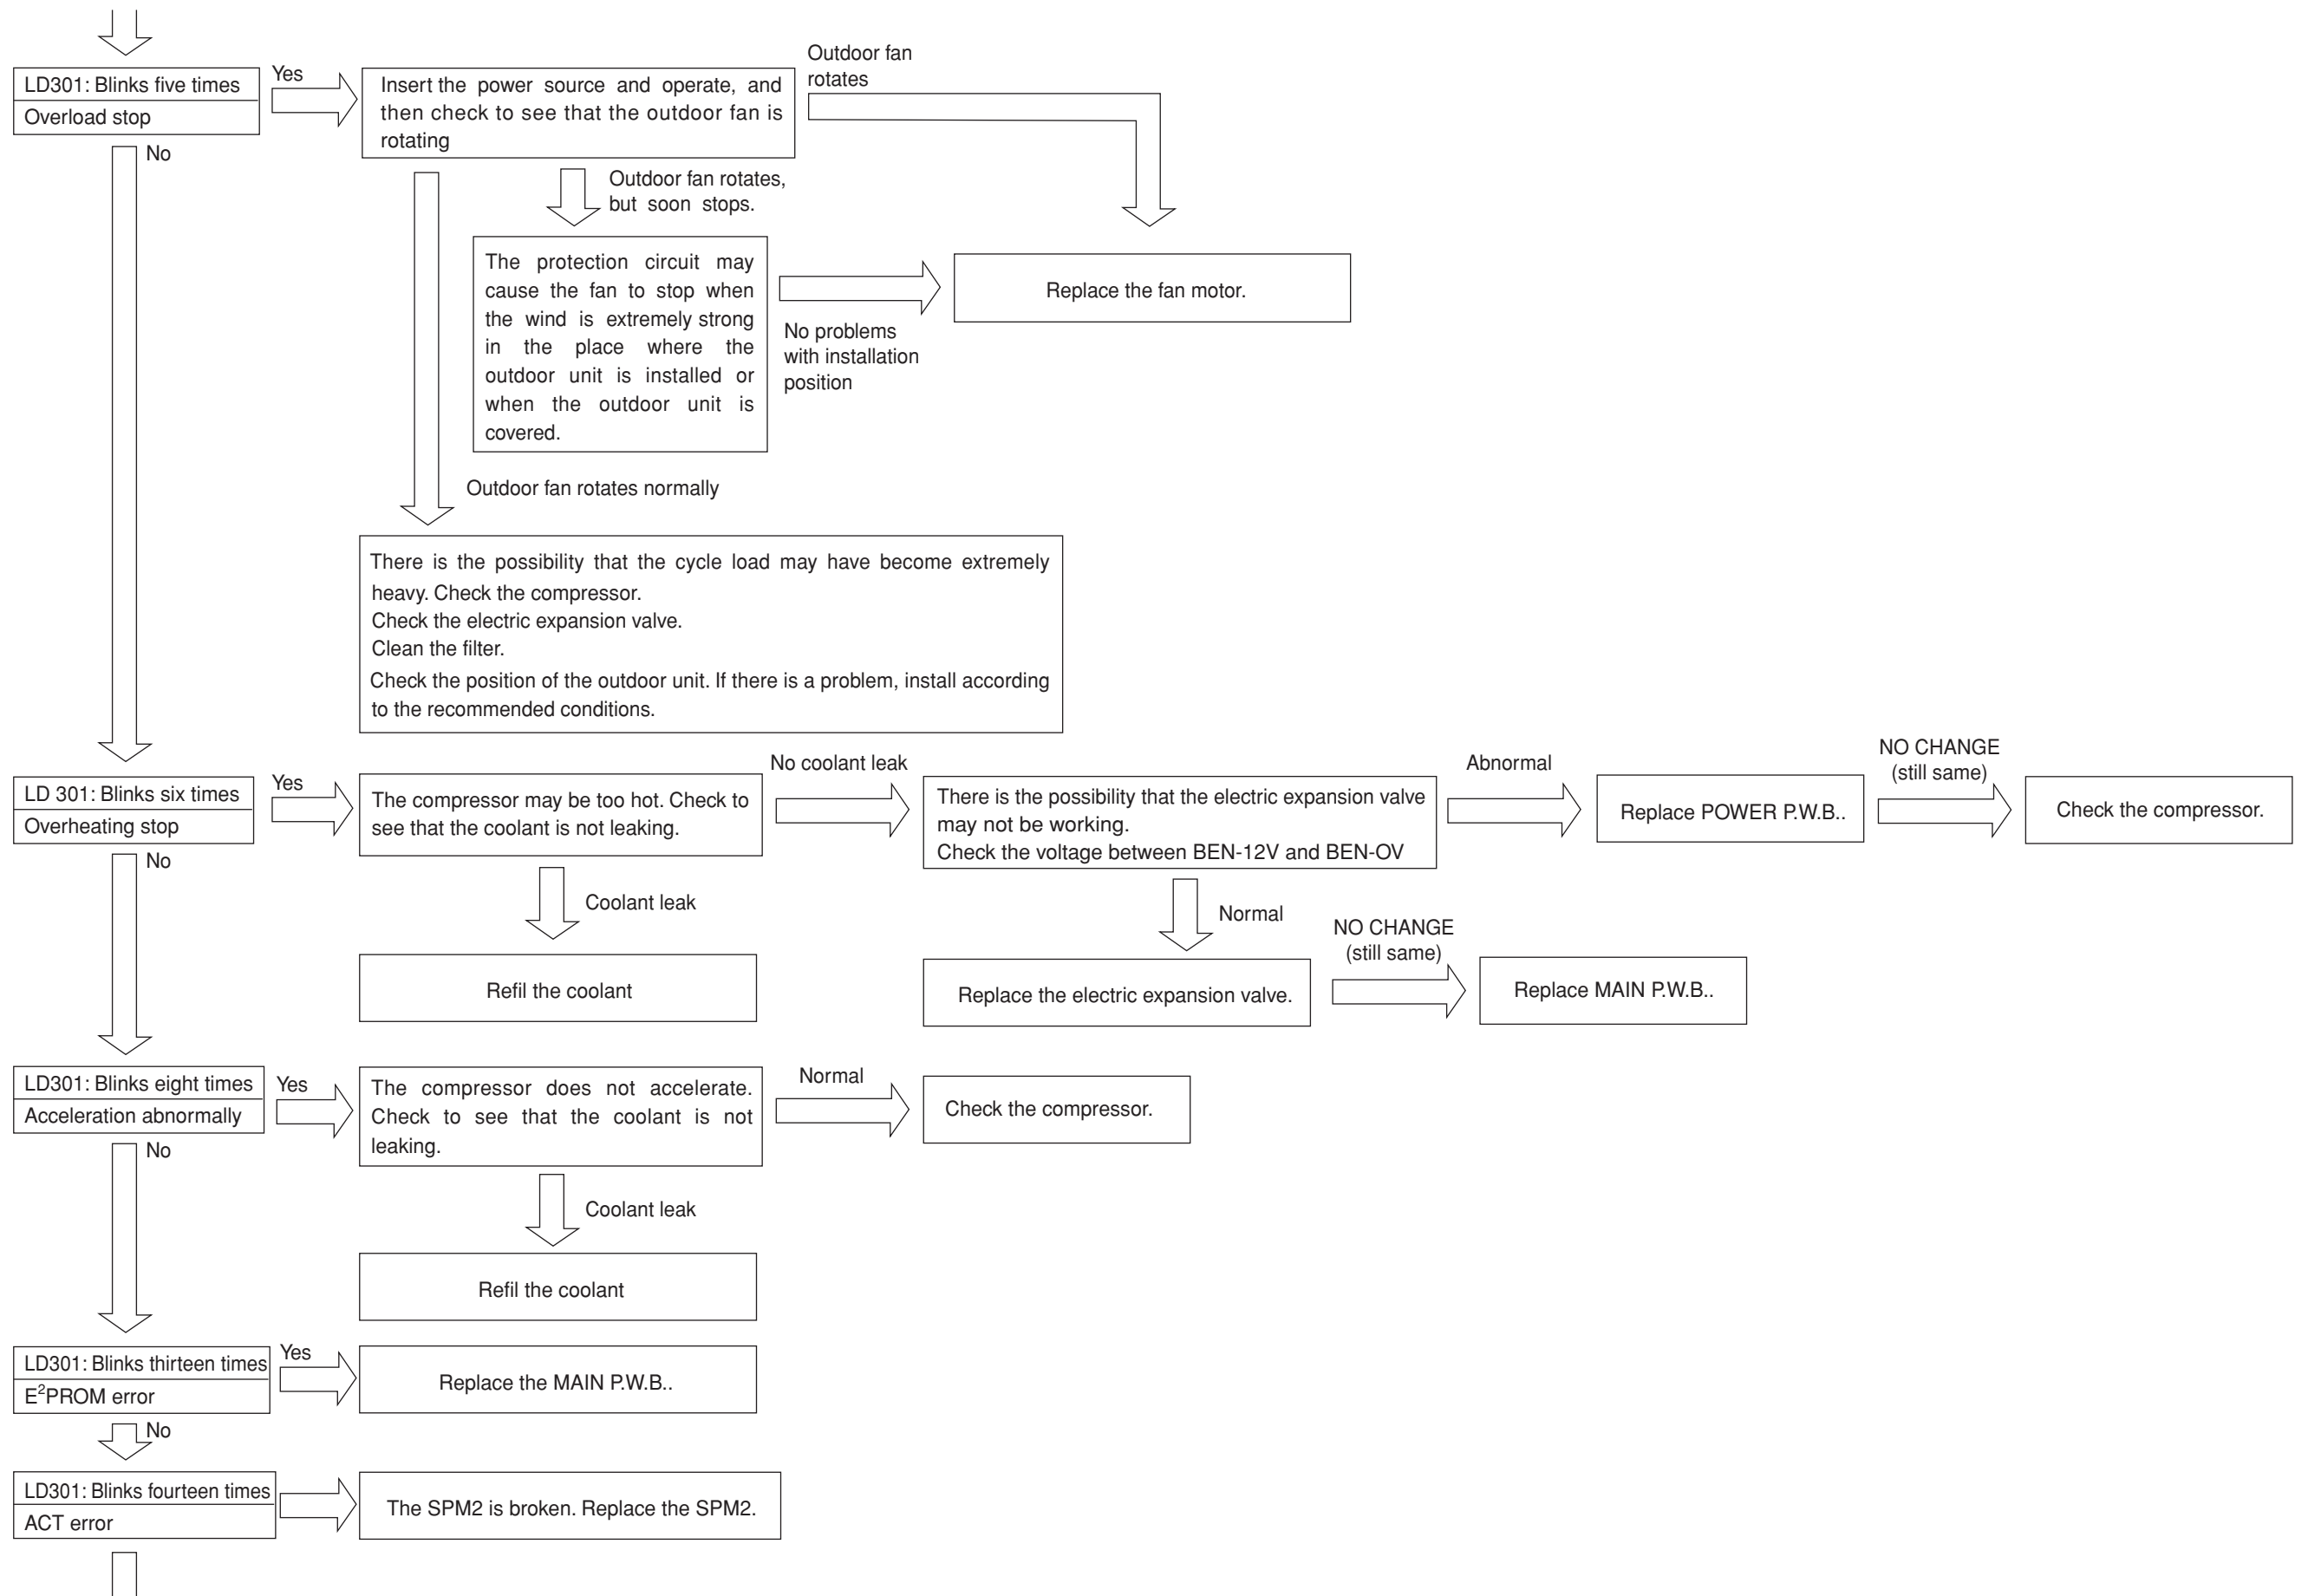 LD301: Blinks five times
Overload stop
Yes
Insert the power source and operate, and
then check to see that the outdoor fan is
rotating
Outdoor fan
rotates
No
Outdoor fan rotates,
but soon stops.
The protection circuit may
cause the fan to stop when
the wind is extremely strong
in the place where the
outdoor unit is installed or
when the outdoor unit is
covered.
No problems
with installation
position
Replace the fan motor.
Outdoor fan rotates normally
There is the possibility that the cycle load may have become extremely
heavy. Check the compressor.
Check the electric expansion valve.
Clean the filter.
Check the position of the outdoor unit. If there is a problem, install according
to the recommended conditions.
LD 301: Blinks six times
Overheating stop
Yes
The compressor may be too hot. Check to
see that the coolant is not leaking.
No coolant leak
There is the possibility that the electric expansion valve
may not be working.
Check the voltage between BEN-12V and BEN-OV
Abnormal
Replace POWER P.W.B..
NO CHANGE
(still same)
Check the compressor.
No
Coolant leak
Refil the coolant
Normal
Replace the electric expansion valve.
NO CHANGE
(still same)
Replace MAIN P.W.B..
LD301: Blinks eight times
Acceleration abnormally
Yes
The compressor does not accelerate.
Check to see that the coolant is not
leaking.
Normal
Check the compressor.
No
Coolant leak
Refil the coolant
LD301: Blinks thirteen times
E²PROM error
Yes
Replace the MAIN P.W.B..
No
LD301: Blinks fourteen times
ACT error
The SPM2 is broken. Replace the SPM2.